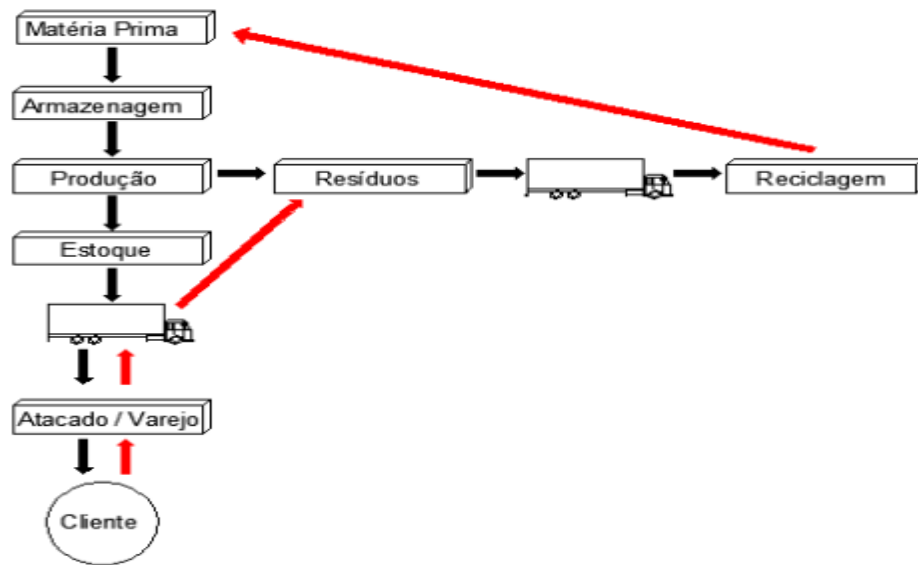 Matéria Prima
Armazenagem
Produção
Resíduos
Reciclagem
Estoque
Atacado / Varejo
Cliente